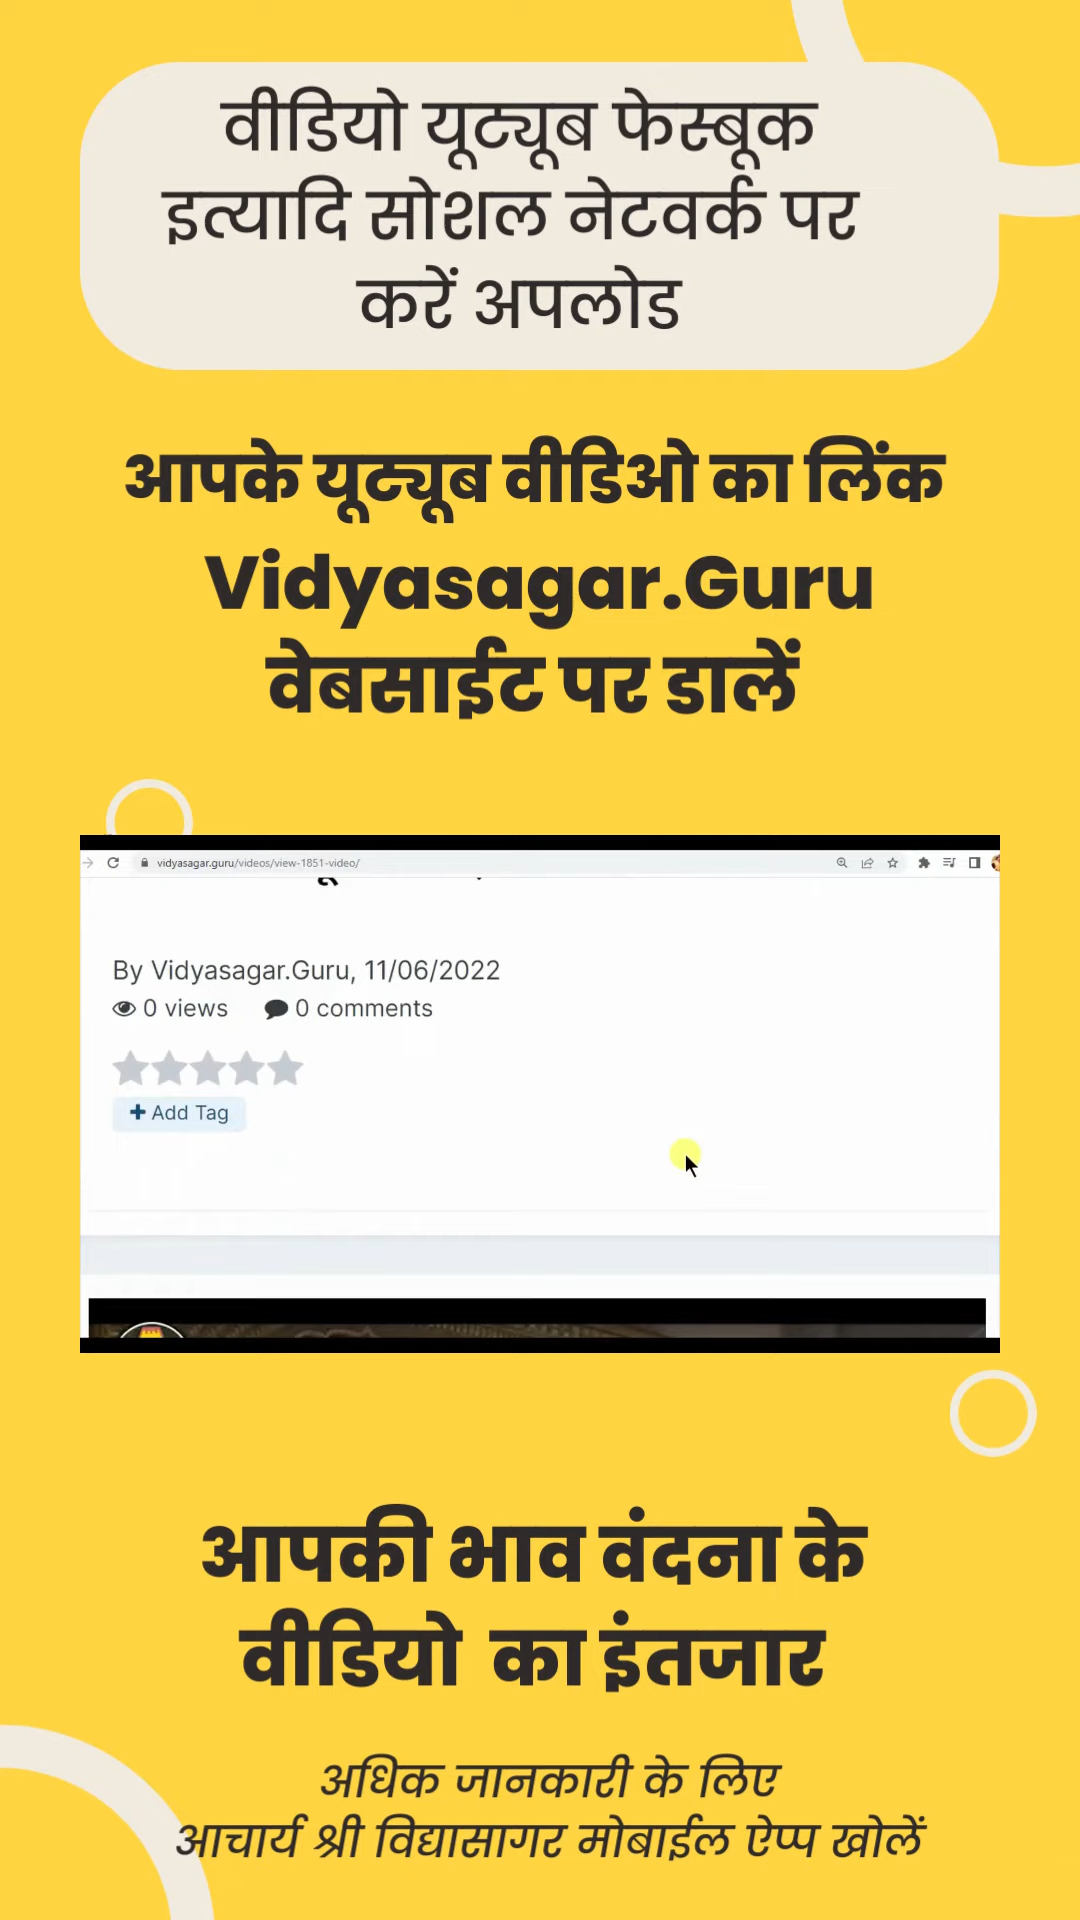 वीडियो यूट्यूब फेस्बूक
इत्यादि सोशल नेटवर्क पर
करें अपलोड
आपके यूट्यूब वीडिओ का लिंक
Vidyasagar.Guru
वेबसाईट पर डालें
vidyasagar.guru/videos/view-1851-video/
By Vidyasagar.Guru, 11/06/2022
0 views 0 comments
+ Add Tag
आपकी भाव वंदना के
वीडियो का इंतजार
अधिक जानकारी के लिए
आचार्य श्री विद्यासागर मोबाईल ऐप्प खोलें